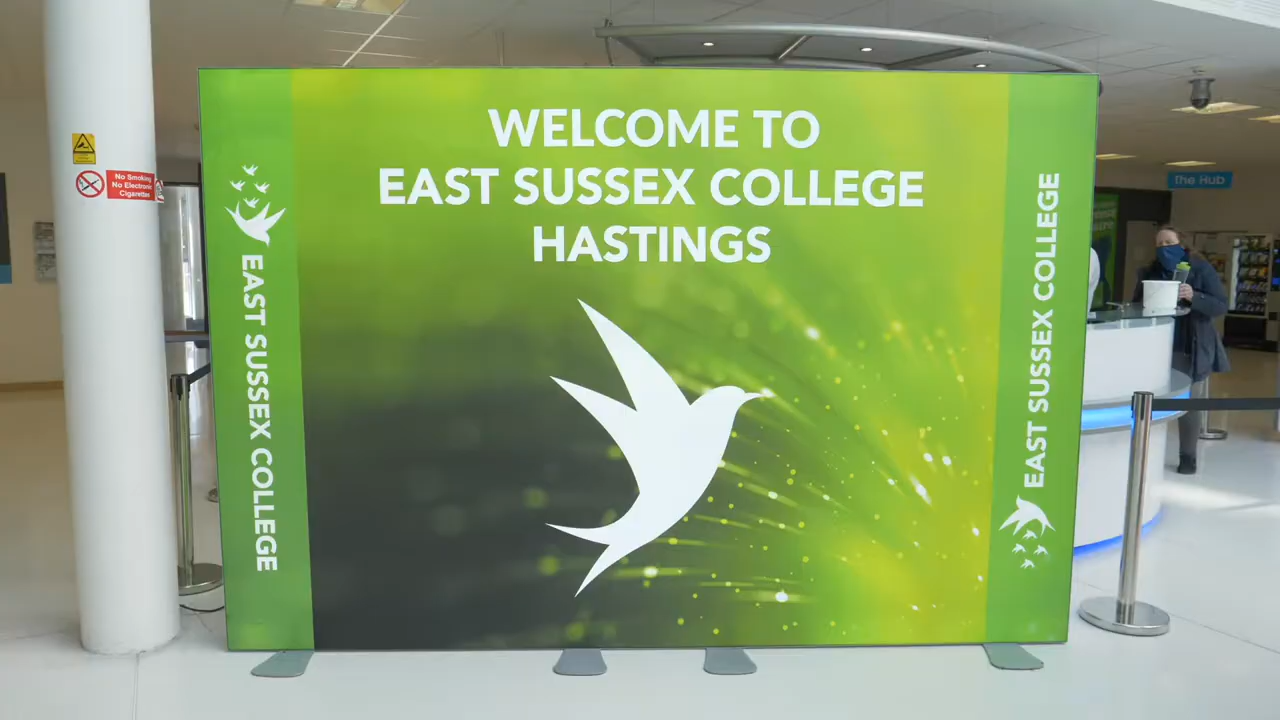 WELCOME TO
EAST SUSSEX COLLEGE
HASTINGS
EAST SUSSEX COLLEGE
EAST SUSSEX COLLEGE
No Smoking
No Electronic
Cigarettes
The Hub